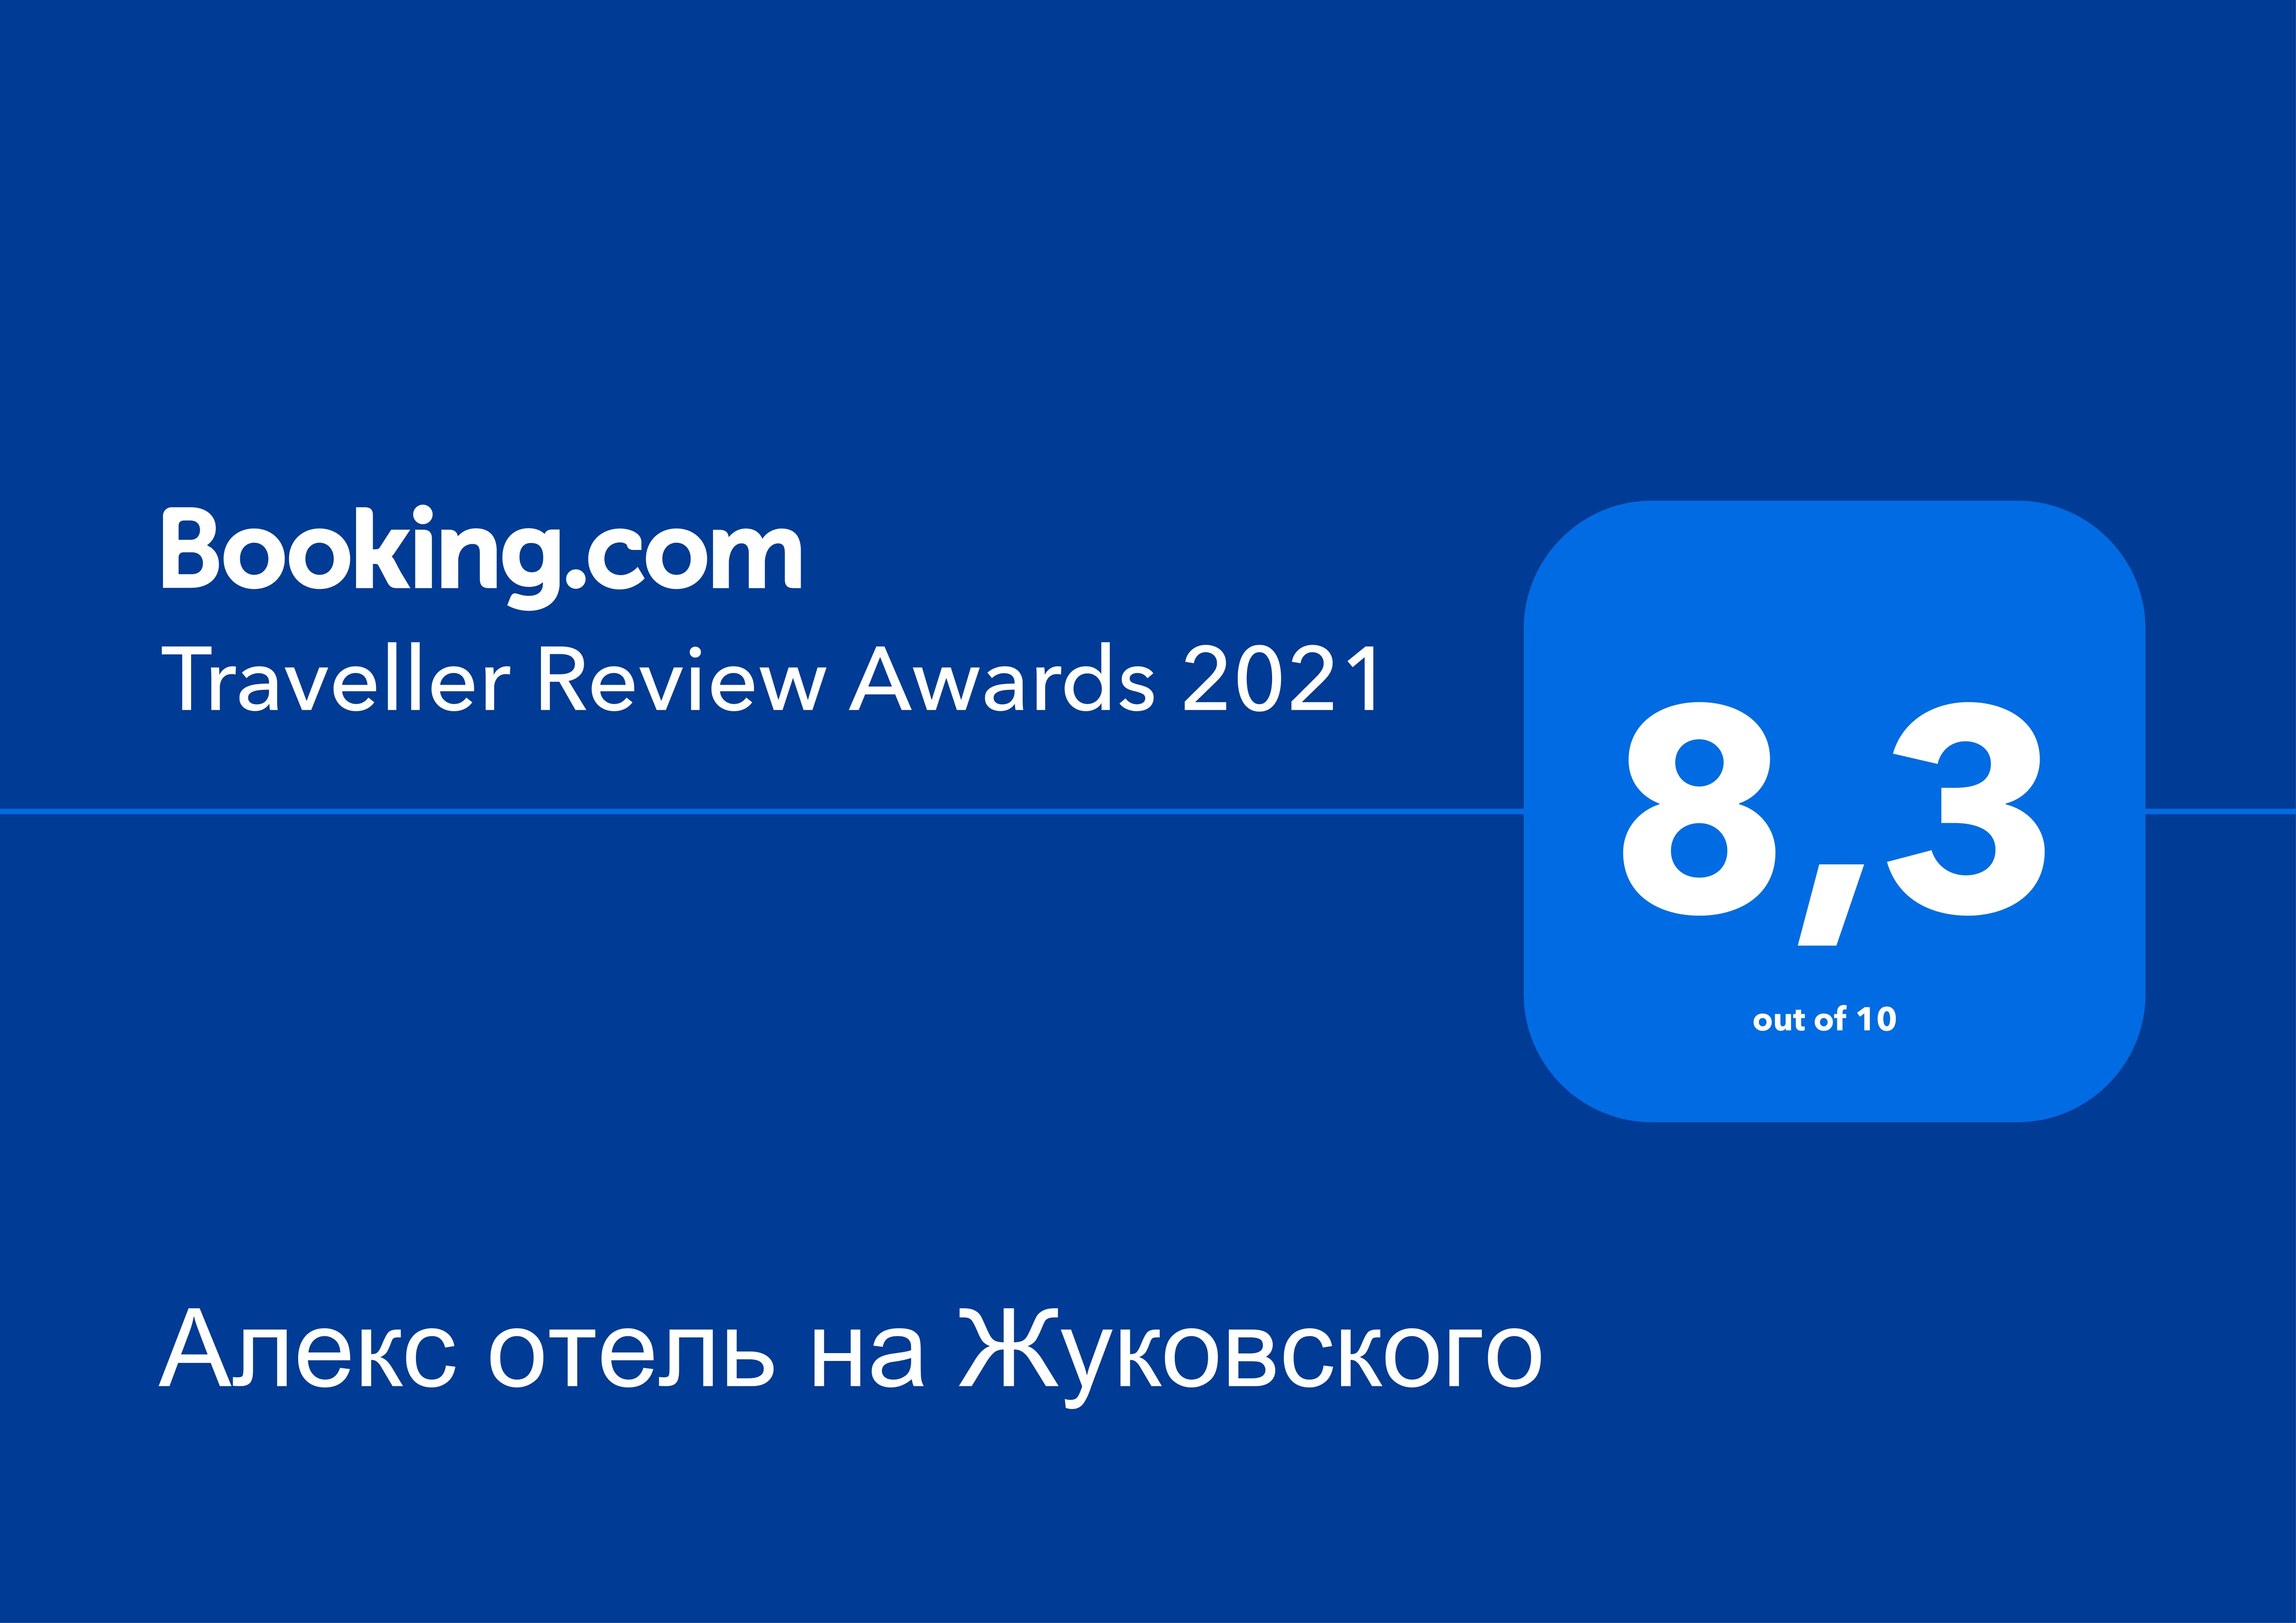 Booking.com
Traveller Review Awards 2021
8,3
out of 10
Алекс отель на Жуковского